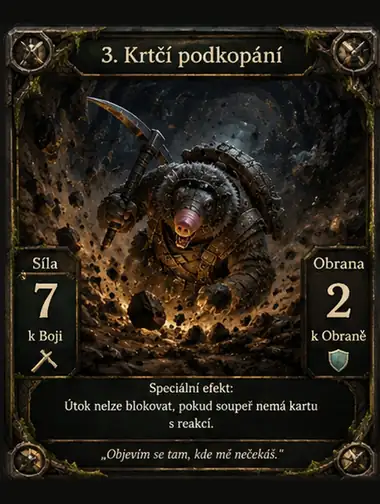 3. Krtčí podkopání
Síla
7
k Boji
Obrana
2
k Obraně
Speciální efekt:
Útok nelze blokovat, pokud soupeř nemá kartu
s reakcí.
„Objevím se tam, kde mě nečekáš."